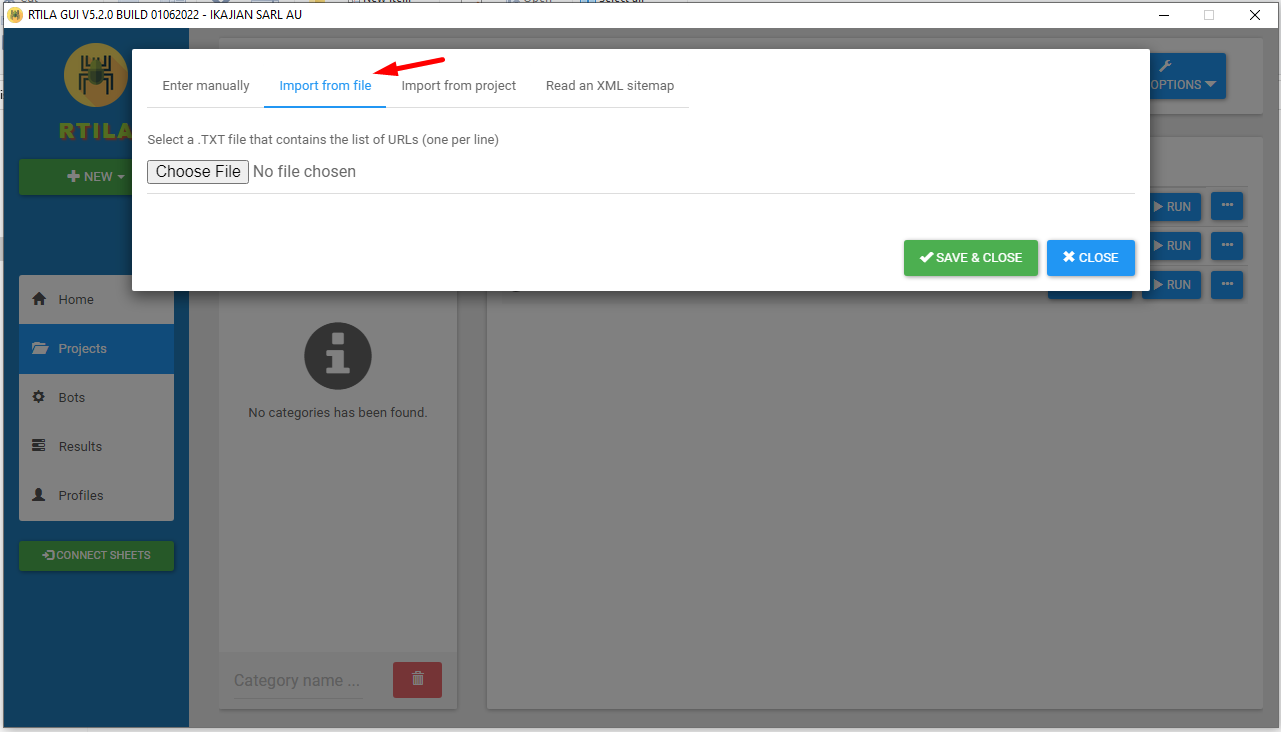 RTILA GUI V5.2.0 BUILD 01062022 - IKAJIAN SARL AU
Enter manually
Import from file
Import from project
Read an XML sitemap
OPTIONS
RTILA
Select a .TXT file that contains the list of URLs (one per line)
Choose File No file chosen
NEW
RUN
RUN
SAVE & CLOSE
CLOSE
RUN
Home
Projects
No categories has been found.
Bots
Results
Profiles
CONNECT SHEETS
Category name ...